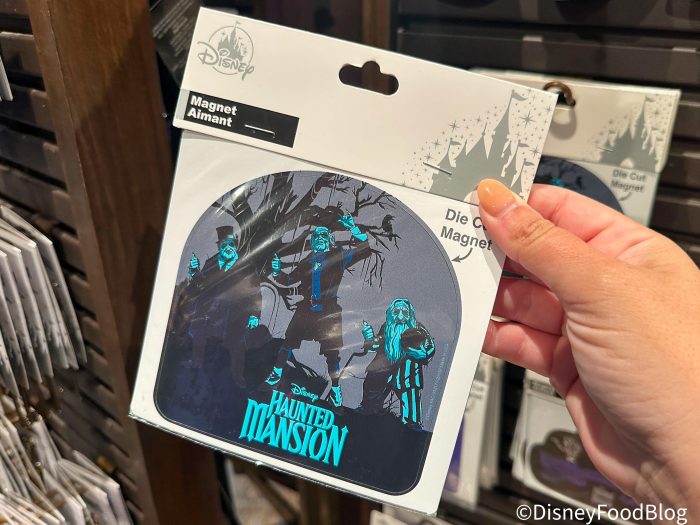 Disney
Magnet
Aimant
Die Cut
Magnet
Disney
HAUNTED
MANSION
Die Cut
Magnet
©DisneyFoodBlog